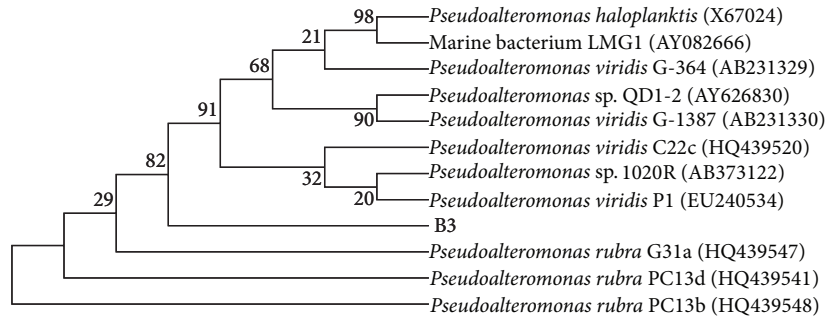 98 Pseudoalteromonas haloplanktis (X67024)
21 Marine bacterium LMG1 (AY082666)
68 Pseudoalteromonas viridis G-364 (AB231329)
Pseudoalteromonas sp. QD1-2 (AY626830)
91 90 Pseudoalteromonas viridis G-1387 (AB231330)
Pseudoalteromonas viridis C22c (HQ439520)
82 32 Pseudoalteromonas sp. 1020R (AB373122)
29 20 Pseudoalteromonas viridis P1 (EU240534)
B3
Pseudoalteromonas rubra G31a (HQ439547)
Pseudoalteromonas rubra PC13d (HQ439541)
Pseudoalteromonas rubra PC13b (HQ439548)